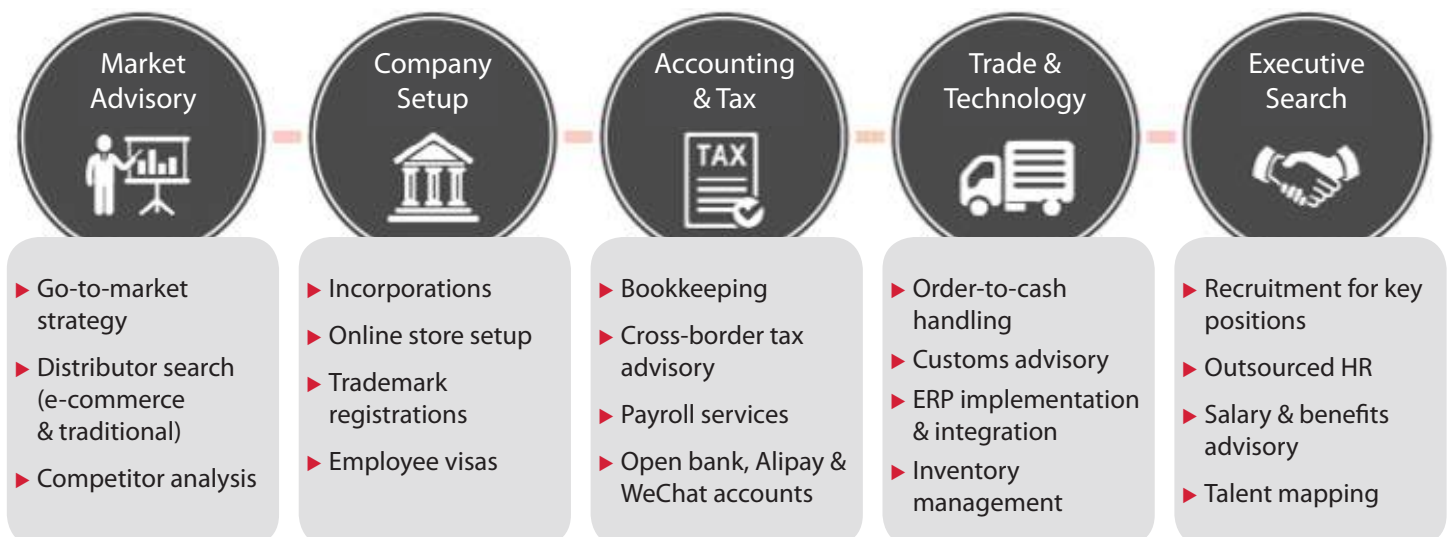 Market
Advisory
Go-to-market
strategy
Distributor search
(e-commerce
& traditional)
Competitor analysis
Company
Setup
Incorporations
Online store setup
Trademark
registrations
Employee visas
Accounting
& Tax
TAX
Bookkeeping
Cross-border tax
advisory
Payroll services
Open bank, Alipay &
WeChat accounts
Trade &
Technology
Order-to-cash
handling
Customs advisory
ERP implementation
& integration
Inventory
management
Executive
Search
Recruitment for key
positions
Outsourced HR
Salary & benefits
advisory
Talent mapping